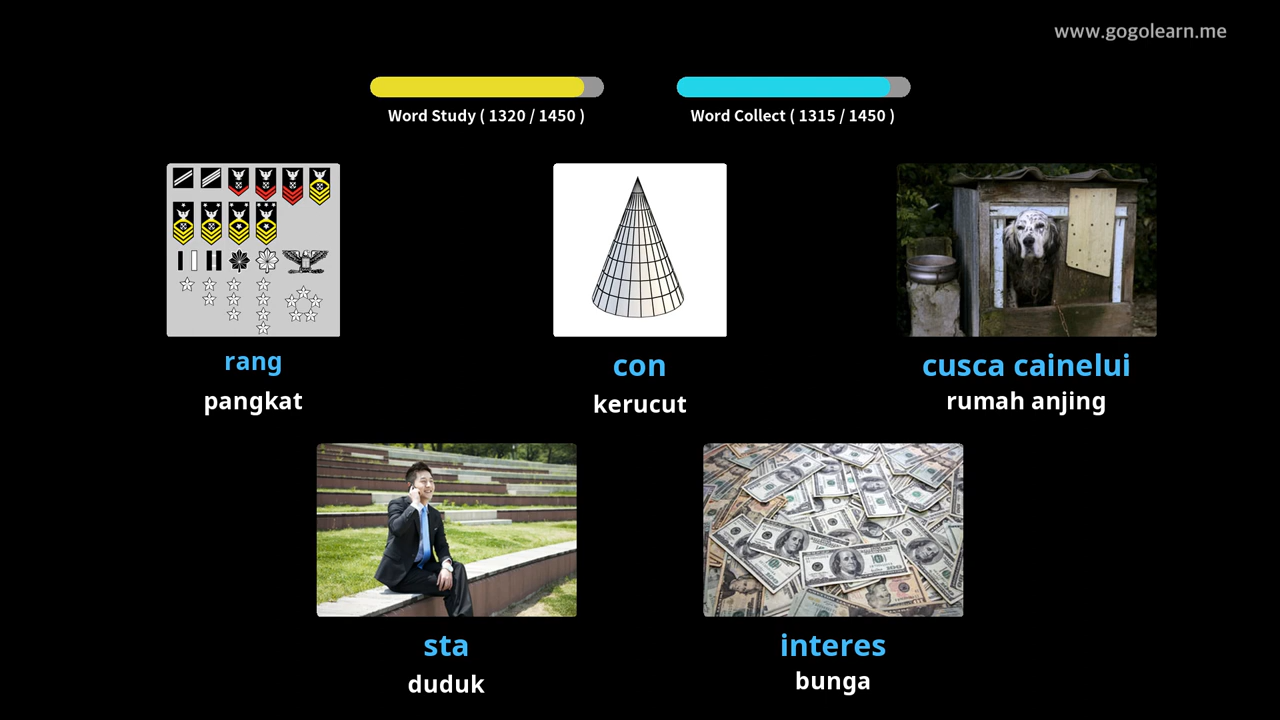 www.gogolearn.me
Word Study ( 1320 / 1450 )
Word Collect ( 1315 / 1450 )
rang
pangkat
con
kerucut
cusca cainelui
rumah anjing
sta
duduk
interes
bunga